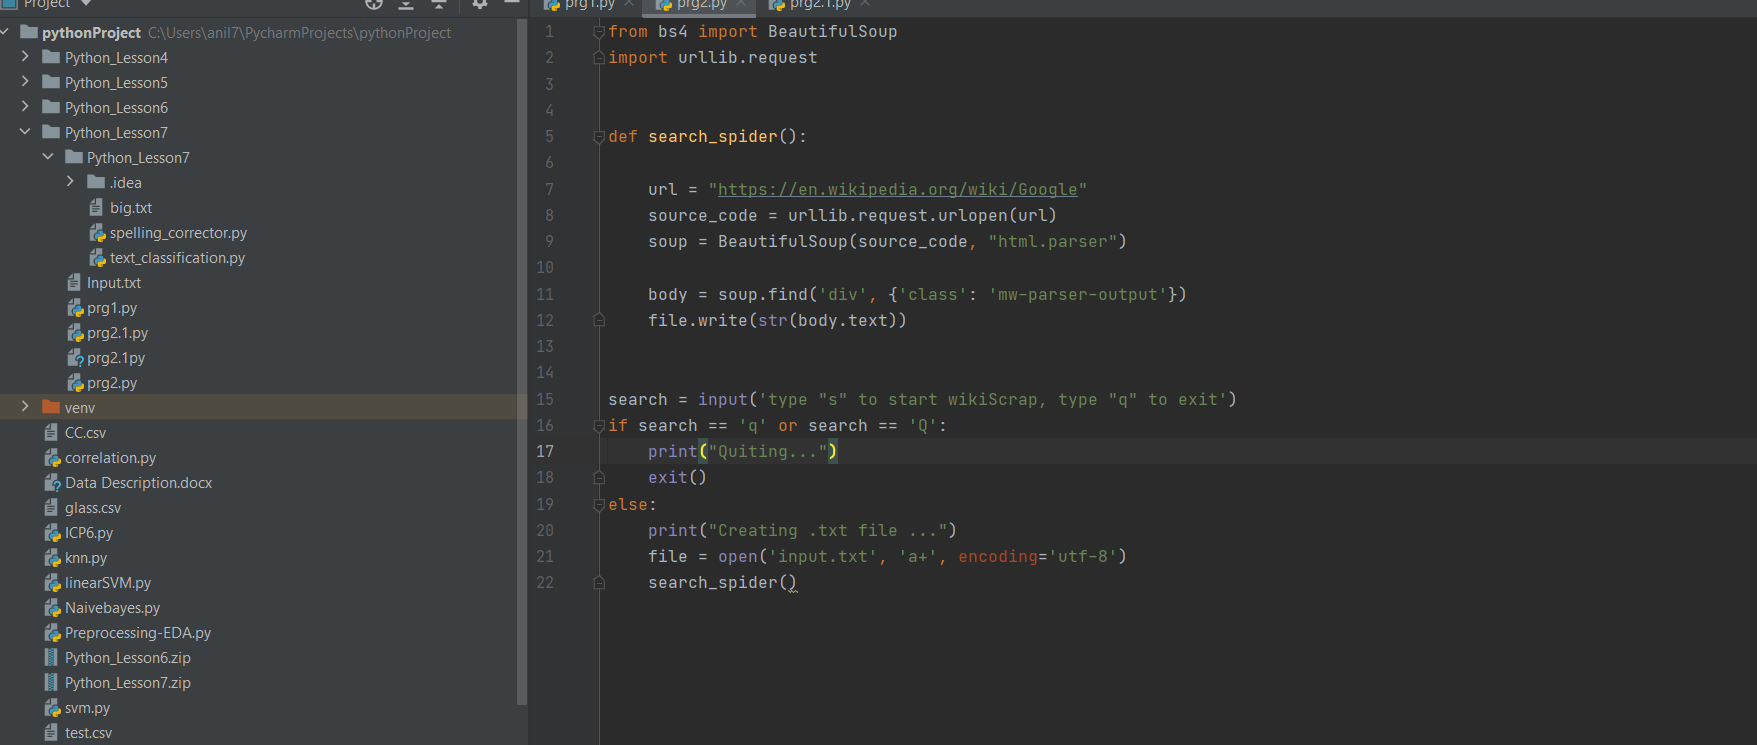 Project
pythonProject C:\Users\anil7\PycharmProjects\pythonProject
Python_Lesson4
Python_Lesson5
Python_Lesson6
Python_Lesson7
Python_Lesson7
.idea
big.txt
spelling_corrector.py
text_classification.py
Input.txt
prg1.py
prg2.1.py
prg2.1py
prg2.py
venv
CC.csv
correlation.py
Data Description.docx
glass.csv
ICP6.py
knn.py
linearSVM.py
Naivebayes.py
Preprocessing-EDA.py
Python_Lesson6.zip
Python_Lesson7.zip
svm.py
test.csv
prg1.py prg2.py prg2.1.py
1 from bs4 import BeautifulSoup
2 import urllib.request
3
4
5 def search_spider():
6
7 url = "https://en.wikipedia.org/wiki/Google"
8 source_code = urllib.request.urlopen(url)
9 soup = BeautifulSoup(source_code, "html.parser")
10
11 body = soup.find('div', {'class': 'mw-parser-output'})
12 file.write(str(body.text))
13
14
15 search = input('type "s" to start wikiScrap, type "q" to exit')
16 if search == 'q' or search == 'Q':
17 print("Quiting...")
18 exit()
19 else:
20 print("Creating .txt file ...")
21 file = open('input.txt', 'a+', encoding='utf-8')
22 search_spider()